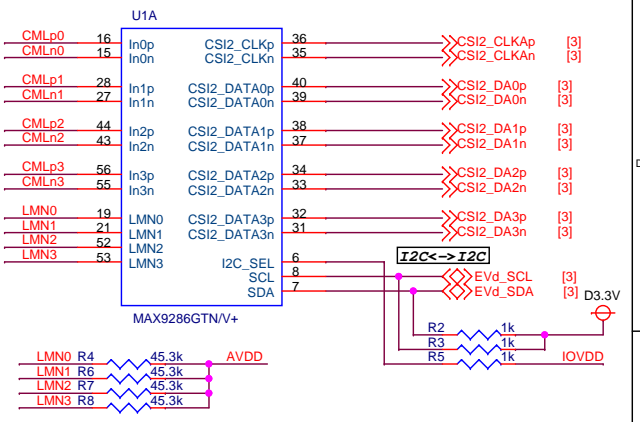 U1A
CMLp0 16 In0p CSI2_CLKp 36 CSI2_CLKAp [3]
CMLn0 15 In0n CSI2_CLKn 35 CSI2_CLKAn [3]
CMLp1 28 In1p CSI2_DATA0p 40 CSI2_DA0p [3]
CMLn1 27 In1n CSI2_DATA0n 39 CSI2_DA0n [3]
CMLp2 44 In2p CSI2_DATA1p 38 CSI2_DA1p [3]
CMLn2 43 In2n CSI2_DATA1n 37 CSI2_DA1n [3]
CMLp3 56 In3p CSI2_DATA2p 34 CSI2_DA2p [3]
CMLn3 55 In3n CSI2_DATA2n 33 CSI2_DA2n [3]
LMN0 19 LMN0 CSI2_DATA3p 32 CSI2_DA3p [3]
LMN1 21 LMN1 CSI2_DATA3n 31 CSI2_DA3n [3]
LMN2 52 LMN2
I2C<->I2C
LMN3 53 LMN3 I2C_SEL 6
SCL 8 EVd_SCL [3]
SDA 7 EVd_SDA [3] D3.3V
MAX9286GTN/V+
R2 1k
R3 1k
R5 1k IOVDD
LMN0 R4 45.3k AVDD
LMN1 R6 45.3k
LMN2 R7 45.3k
LMN3 R8 45.3k